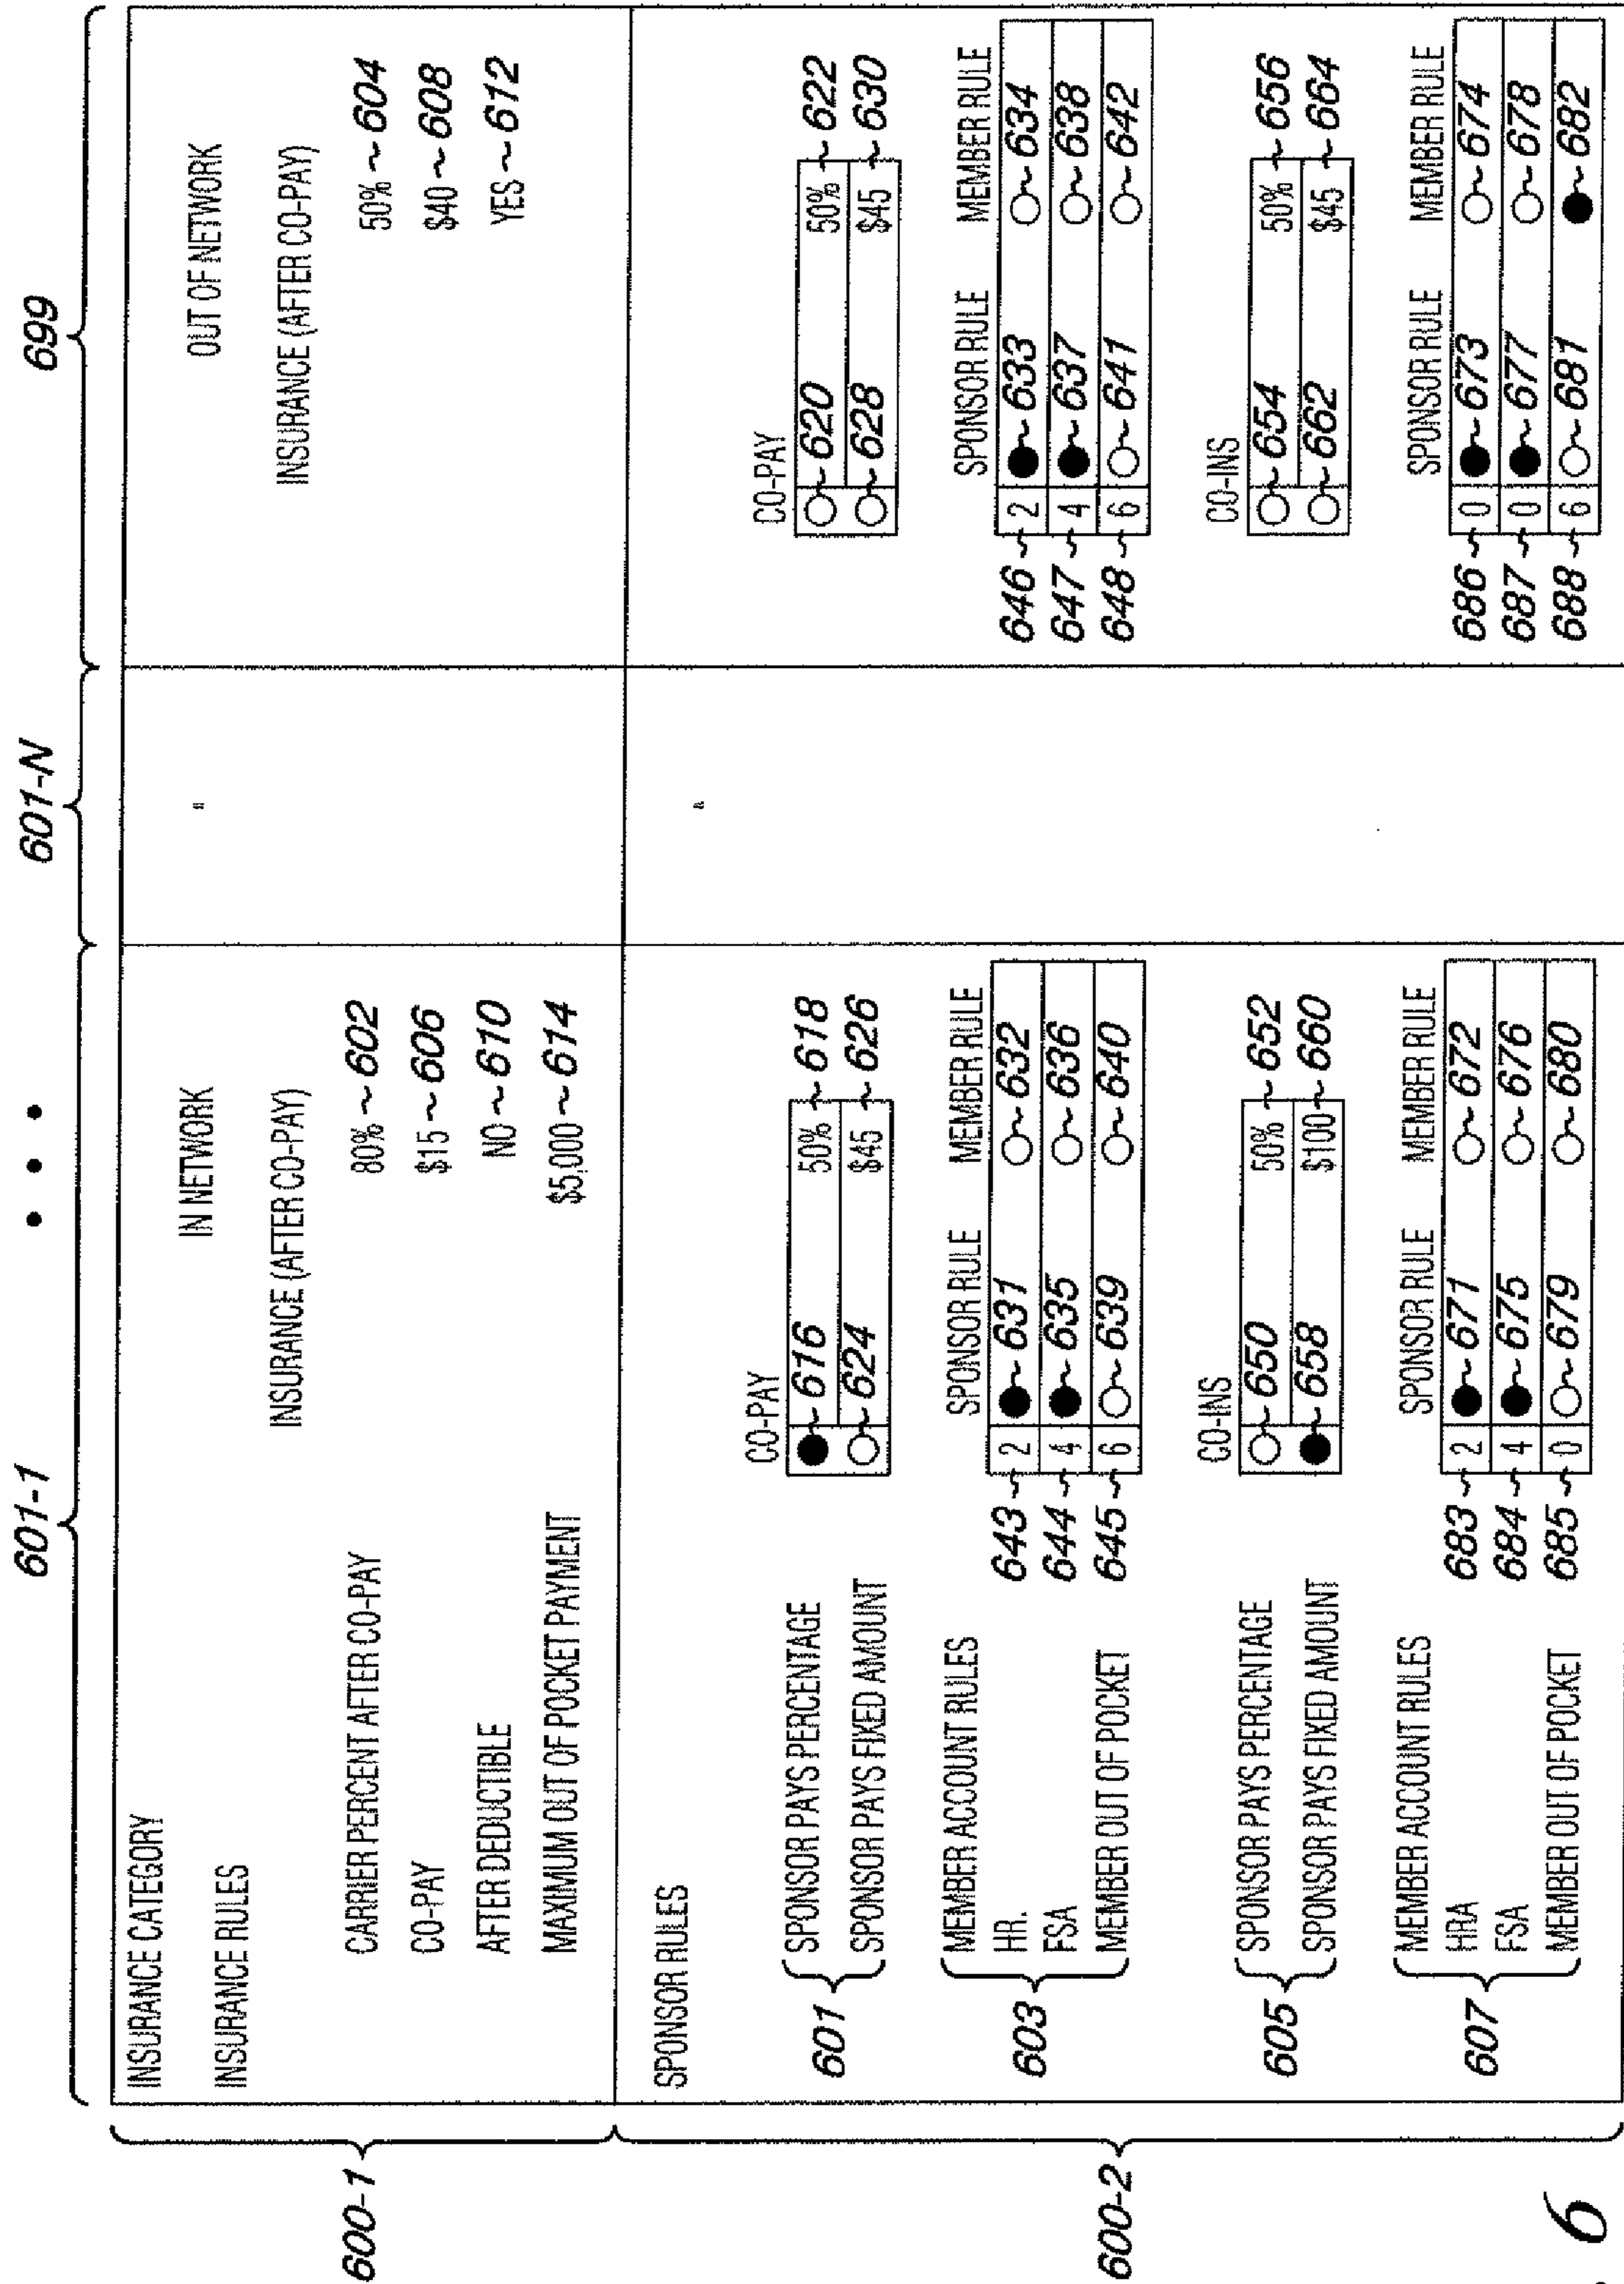 601-1 • • • 601-N 699
INSURANCE CATEGORY
IN NETWORK " OUT OF NETWORK
INSURANCE RULES
INSURANCE (AFTER CO-PAY) INSURANCE (AFTER CO-PAY)
600-1
CARRIER PERCENT AFTER CO-PAY 80% ~ 602 50% ~ 604
CO-PAY $15 ~ 606 $40 ~ 608
AFTER DEDUCTIBLE NO ~ 610 YES ~ 612
MAXIMUM OUT OF POCKET PAYMENT $5,000 ~ 614
600-2
SPONSOR RULES "
CO-PAY CO-PAY
601
SPONSOR PAYS PERCENTAGE ● ~ 616 50% ~ 618 ○ ~ 620 50% ~ 622
SPONSOR PAYS FIXED AMOUNT ○ ~ 624 $45 ~ 626 ○ ~ 628 $45 ~ 630
603
MEMBER ACCOUNT RULES SPONSOR RULE MEMBER RULE SPONSOR RULE MEMBER RULE
HR. 643 ~ 2 ● ~ 631 ○ ~ 632 646 ~ 2 ● ~ 633 ○ ~ 634
FSA 644 ~ 4 ● ~ 635 ○ ~ 636 647 ~ 4 ● ~ 637 ○ ~ 638
MEMBER OUT OF POCKET 645 ~ 6 ○ ~ 639 ○ ~ 640 648 ~ 6 ○ ~ 641 ○ ~ 642
CO-INS CO-INS
605
SPONSOR PAYS PERCENTAGE ○ ~ 650 50% ~ 652 ○ ~ 654 50% ~ 656
SPONSOR PAYS FIXED AMOUNT ● ~ 658 $100 ~ 660 ○ ~ 662 $45 ~ 664
607
MEMBER ACCOUNT RULES SPONSOR RULE MEMBER RULE SPONSOR RULE MEMBER RULE
HRA 683 ~ 2 ● ~ 671 ○ ~ 672 686 ~ 0 ● ~ 673 ○ ~ 674
FSA 684 ~ 4 ● ~ 675 ○ ~ 676 687 ~ 0 ● ~ 677 ○ ~ 678
MEMBER OUT OF POCKET 685 ~ 0 ○ ~ 679 ○ ~ 680 688 ~ 6 ○ ~ 681 ● ~ 682
6